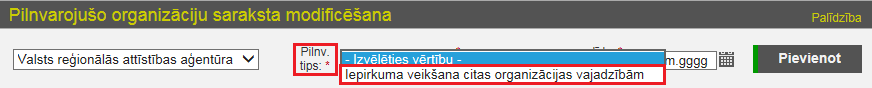 Pilnvarojušo organizāciju saraksta modificēšana
Palīdzība
Valsts reģionālās attīstības aģentūra
Pilnv.
tips: *
- Izvēlēties vērtību -
Iepirkuma veikšana citas organizācijas vajadzībām
m.gggg
Pievienot